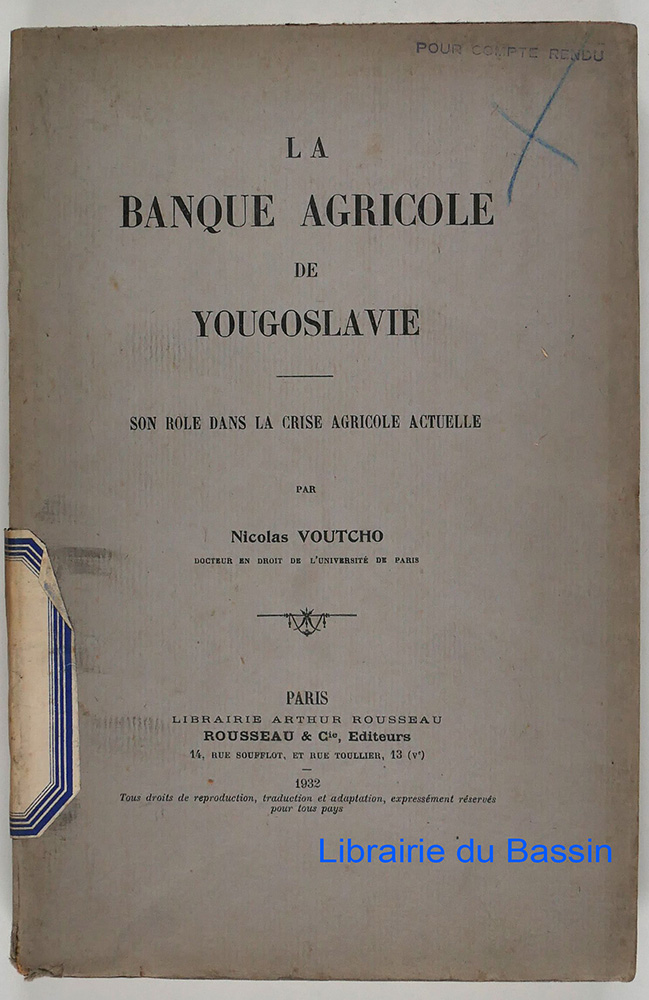 POUR COMPTE RENDU
LA
BANQUE AGRICOLE
DE
YOUGOSLAVIE
SON ROLE DANS LA CRISE AGRICOLE ACTUELLE
PAR
Nicolas VOUTCHO
DOCTEUR EN DROIT DE L'UNIVERSITÉ DE PARIS
PARIS
LIBRAIRIE ARTHUR ROUSSEAU
ROUSSEAU & Cie, Editeurs
14, RUE SOUFFLOT, ET RUE TOULLIER, 13 (Ve)
1932
Tous droits de reproduction, traduction et adaptation, expressément réservés
pour tous pays
Librairie du Bassin